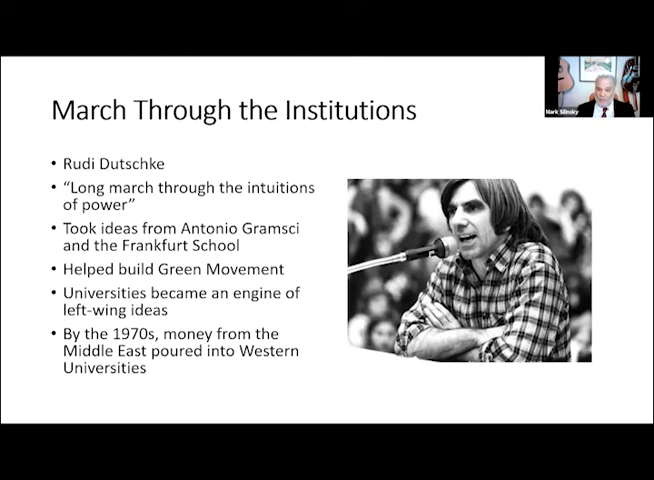 Mark Silinsky
March Through the Institutions
• Rudi Dutschke
• “Long march through the intuitions
of power”
• Took ideas from Antonio Gramsci
and the Frankfurt School
• Helped build Green Movement
• Universities became an engine of
left-wing ideas
• By the 1970s, money from the
Middle East poured into Western
Universities